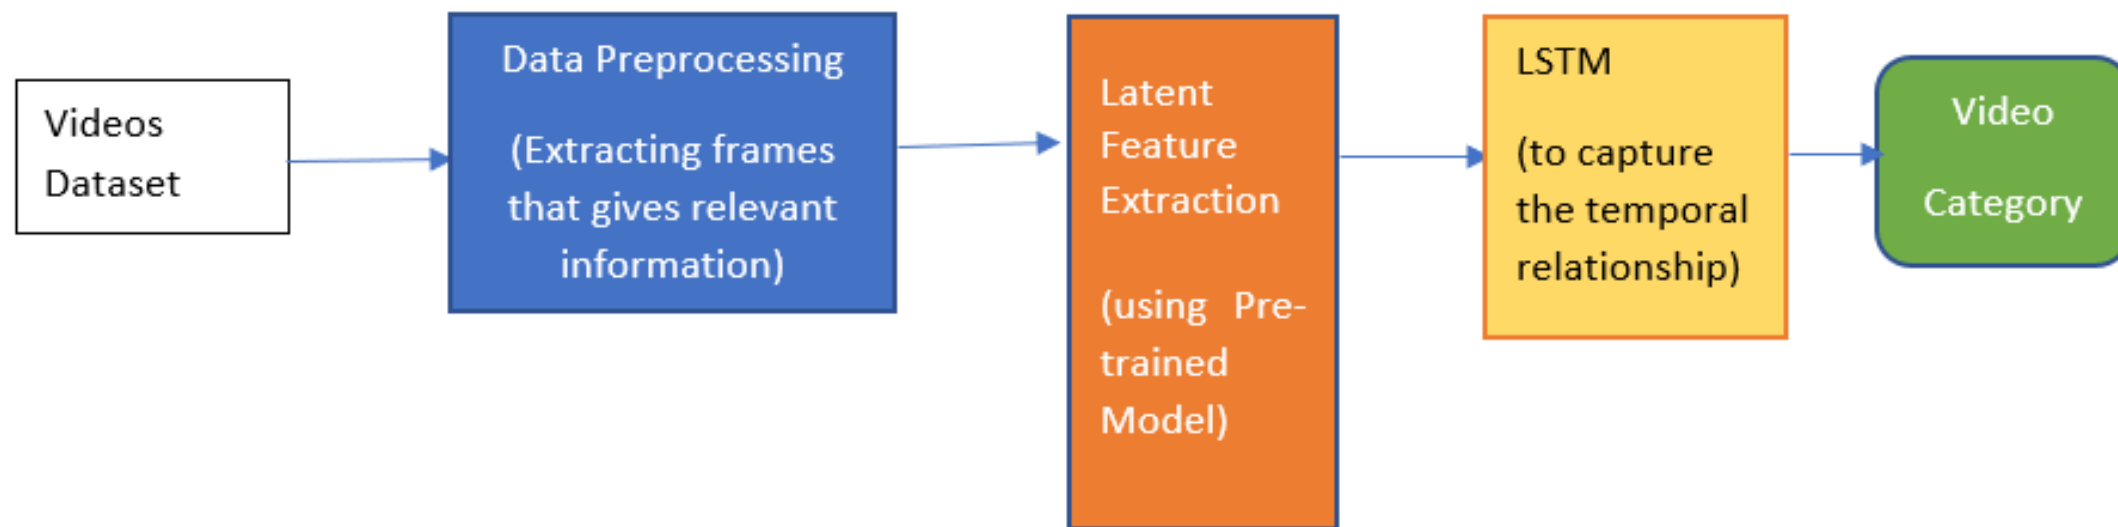 Videos
Dataset
Data Preprocessing
(Extracting frames
that gives relevant
information)
Latent
Feature
Extraction
(using Pre-
trained
Model)
LSTM
(to capture
the temporal
relationship)
Video
Category